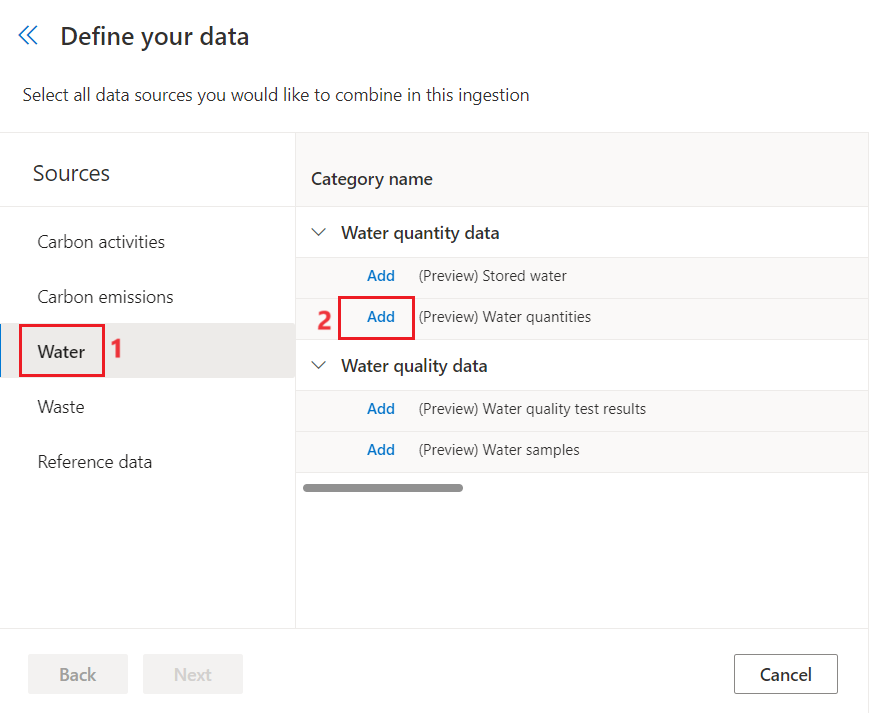 Define your data
Select all data sources you would like to combine in this ingestion
Sources
Carbon activities
Carbon emissions
Water 1
Waste
Reference data
Category name
Water quantity data
Add (Preview) Stored water
2 Add (Preview) Water quantities
Water quality data
Add (Preview) Water quality test results
Add (Preview) Water samples
Back Next Cancel